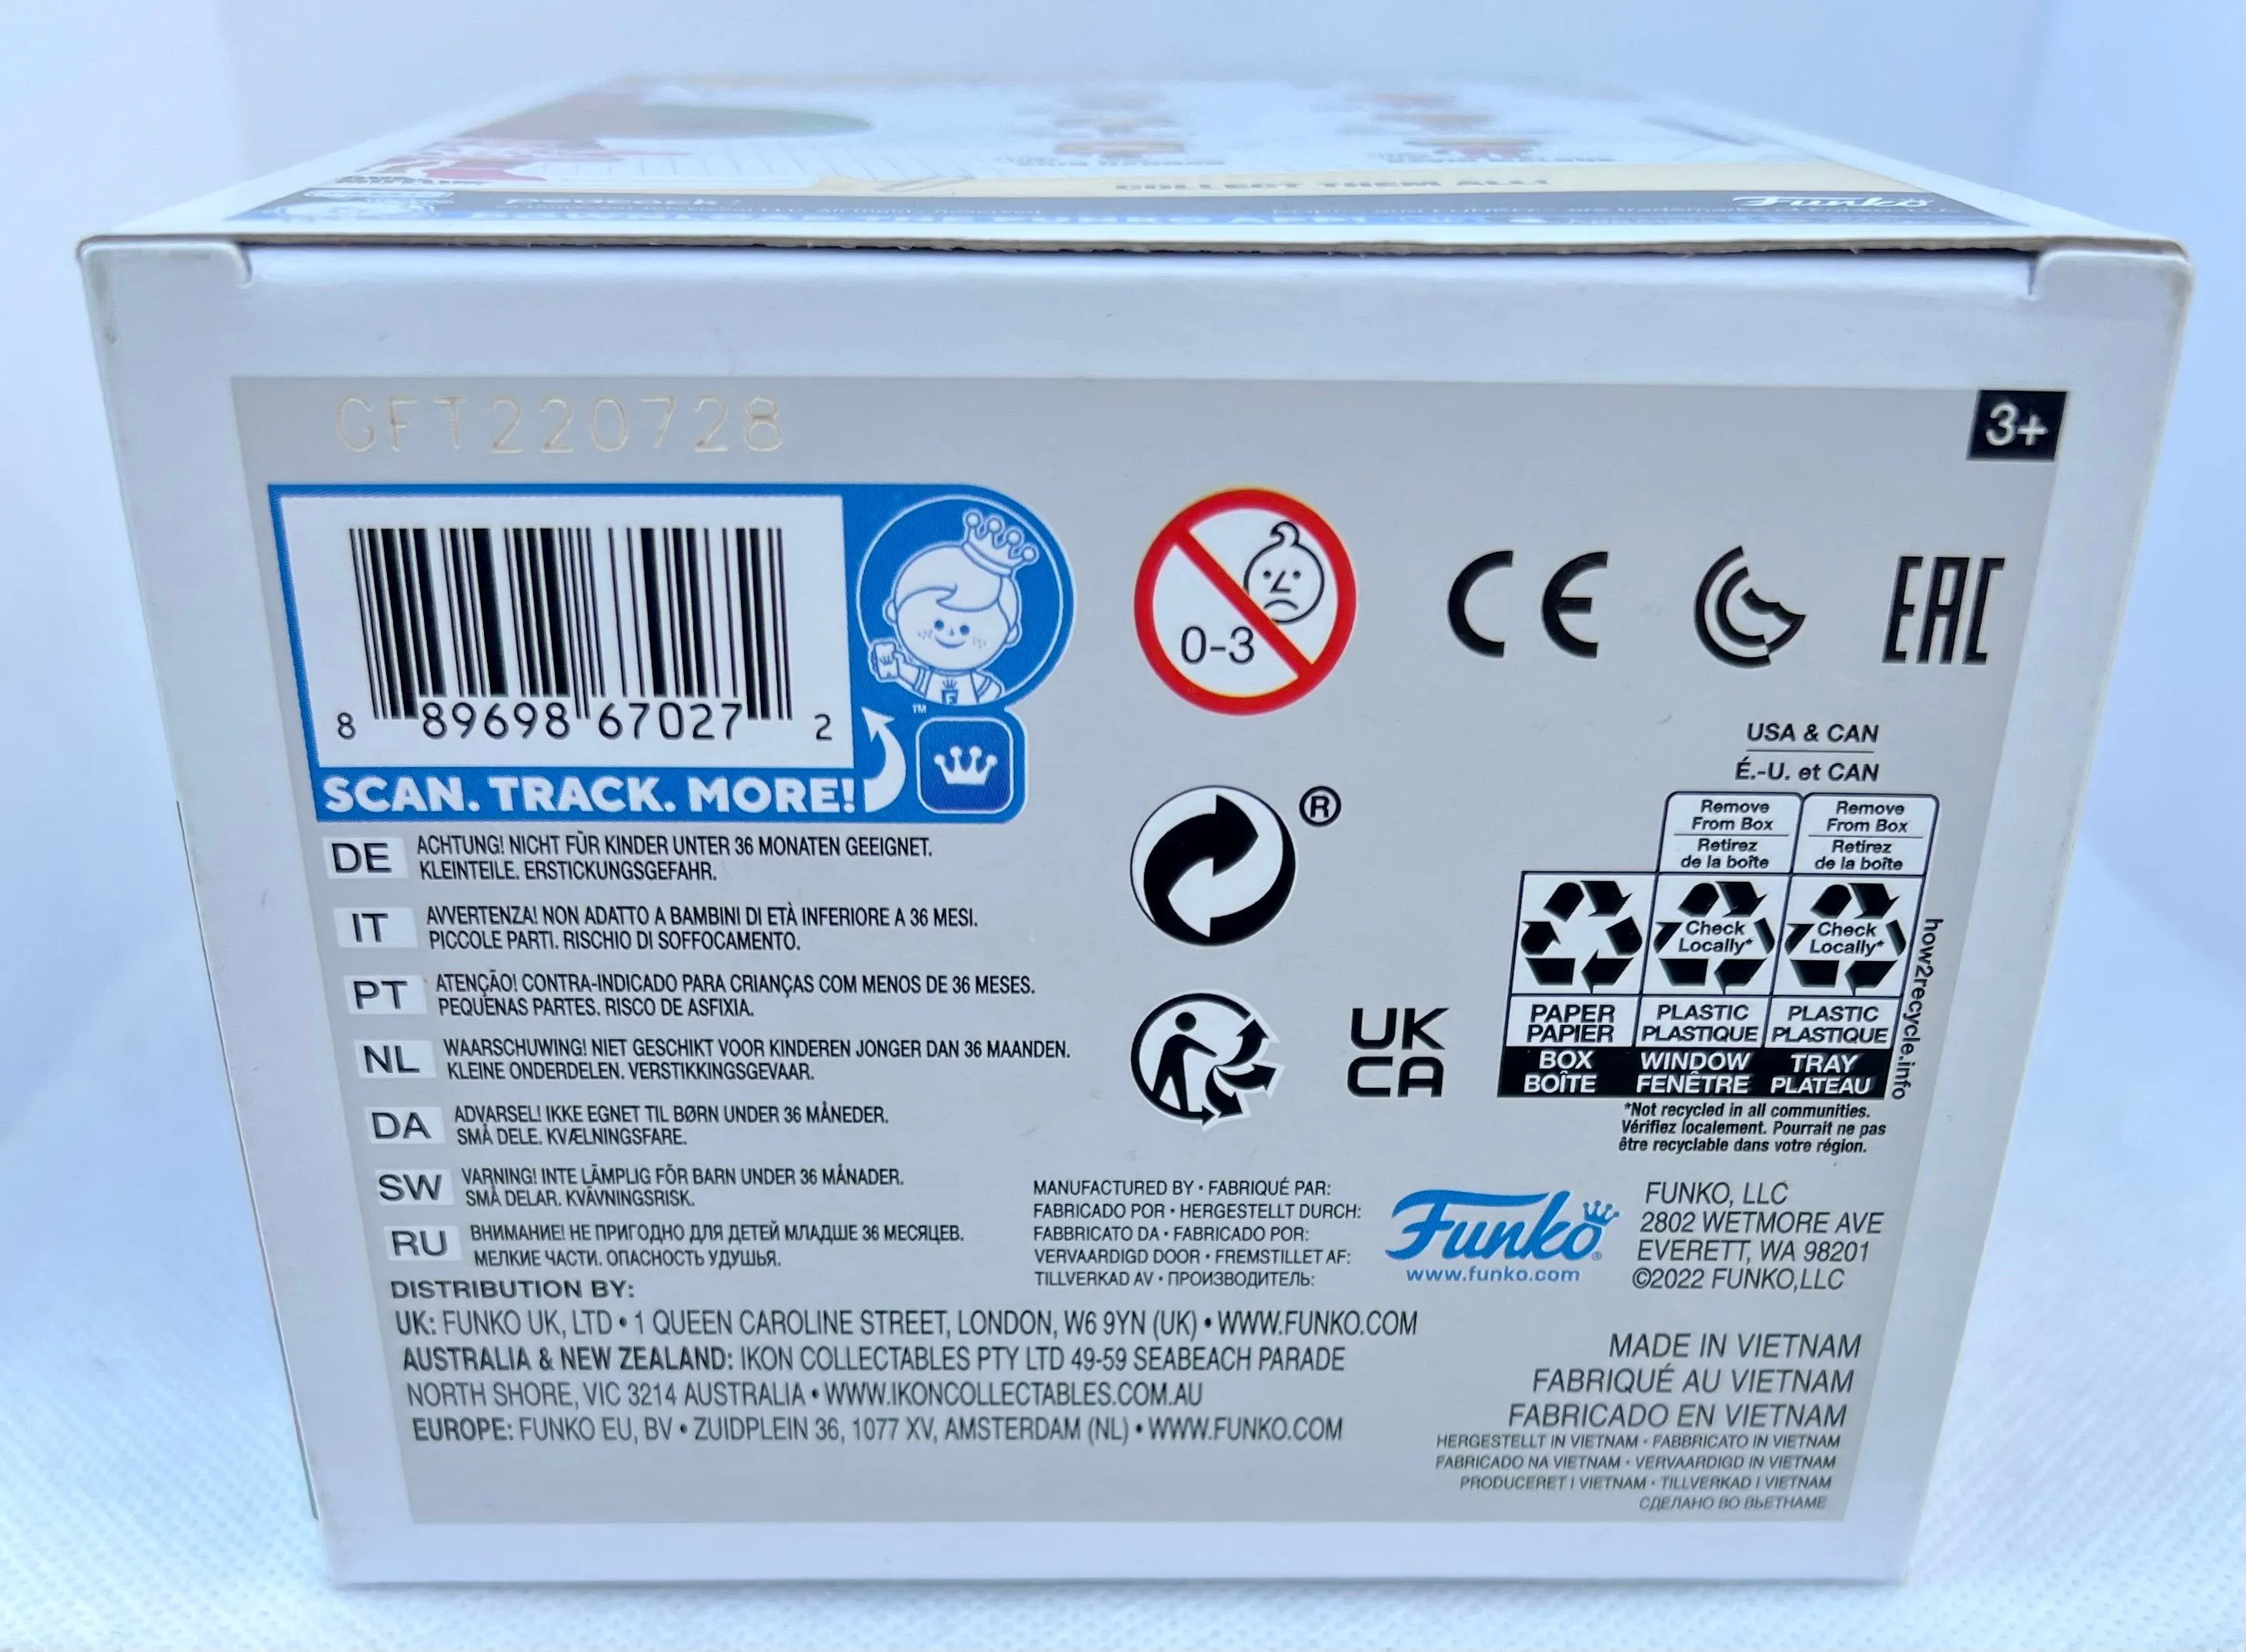 COLLECT THEM ALL!
peacock
Funko
GFT220728
3+
8 89698 67027 2
SCAN. TRACK. MORE!
TM
0-3
CE
EAC
®
UK
CA
USA & CAN
É.-U. et CAN
Remove From Box
Retirez de la boîte
Remove From Box
Retirez de la boîte
Check Locally*
Check Locally*
PAPER PAPIER
PLASTIC PLASTIQUE
PLASTIC PLASTIQUE
BOX BOÎTE
WINDOW FENÊTRE
TRAY PLATEAU
how2recycle.info
*Not recycled in all communities.
Vérifiez localement. Pourrait ne pas
être recyclable dans votre région.
DE ACHTUNG! NICHT FÜR KINDER UNTER 36 MONATEN GEEIGNET.
KLEINTEILE. ERSTICKUNGSGEFAHR.
IT AVVERTENZA! NON ADATTO A BAMBINI DI ETÀ INFERIORE A 36 MESI.
PICCOLE PARTI. RISCHIO DI SOFFOCAMENTO.
PT ATENÇÃO! CONTRA-INDICADO PARA CRIANÇAS COM MENOS DE 36 MESES.
PEQUENAS PARTES. RISCO DE ASFIXIA.
NL WAARSCHUWING! NIET GESCHIKT VOOR KINDEREN JONGER DAN 36 MAANDEN.
KLEINE ONDERDELEN. VERSTIKKINGSGEVAAR.
DA ADVARSEL! IKKE EGNET TIL BØRN UNDER 36 MÅNEDER.
SMÅ DELE. KVÆLNINGSFARE.
SW VARNING! INTE LÄMPLIG FÖR BARN UNDER 36 MÅNADER.
SMÅ DELAR. KVÄVNINGSRISK.
RU ВНИМАНИЕ! НЕ ПРИГОДНО ДЛЯ ДЕТЕЙ МЛАДШЕ 36 МЕСЯЦЕВ.
МЕЛКИЕ ЧАСТИ. ОПАСНОСТЬ УДУШЬЯ.
MANUFACTURED BY • FABRIQUÉ PAR:
FABRICADO POR • HERGESTELLT DURCH:
FABBRICATO DA • FABRICADO POR:
VERVAARDIGD DOOR • FREMSTILLET AF:
TILLVERKAD AV • ПРОИЗВОДИТЕЛЬ:
Funko®
www.funko.com
FUNKO, LLC
2802 WETMORE AVE
EVERETT, WA 98201
©2022 FUNKO,LLC
DISTRIBUTION BY:
UK: FUNKO UK, LTD • 1 QUEEN CAROLINE STREET, LONDON, W6 9YN (UK) • WWW.FUNKO.COM
AUSTRALIA & NEW ZEALAND: IKON COLLECTABLES PTY LTD 49-59 SEABEACH PARADE
NORTH SHORE, VIC 3214 AUSTRALIA • WWW.IKONCOLLECTABLES.COM.AU
EUROPE: FUNKO EU, BV • ZUIDPLEIN 36, 1077 XV, AMSTERDAM (NL) • WWW.FUNKO.COM
MADE IN VIETNAM
FABRIQUÉ AU VIETNAM
FABRICADO EN VIETNAM
HERGESTELLT IN VIETNAM • FABBRICATO IN VIETNAM
FABRICADO NA VIETNAM • VERVAARDIGD IN VIETNAM
PRODUCERET I VIETNAM • TILLVERKAD I VIETNAM
СДЕЛАНО ВО ВЬЕТНАМЕ